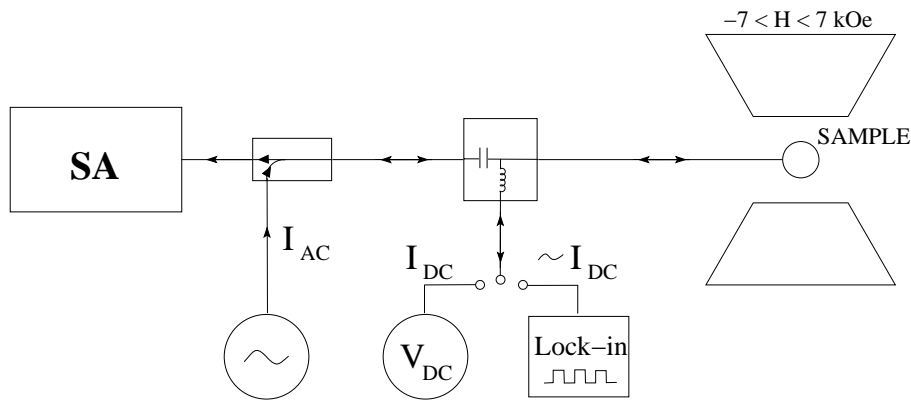 −7 < H < 7 kOe
SAMPLE
SA
I AC
I DC
~ I DC
V DC
Lock−in